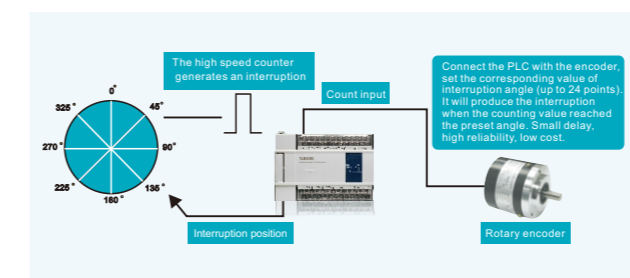 The high speed counter
generates an interruption
Count input
Connect the PLC with the encoder,
set the corresponding value of
interruption angle (up to 24 points).
It will produce the interruption
when the counting value reached
the preset angle. Small delay,
high reliability, low cost.
0°
325°
45°
270°
90°
225°
135°
180°
Interruption position
Rotary encoder